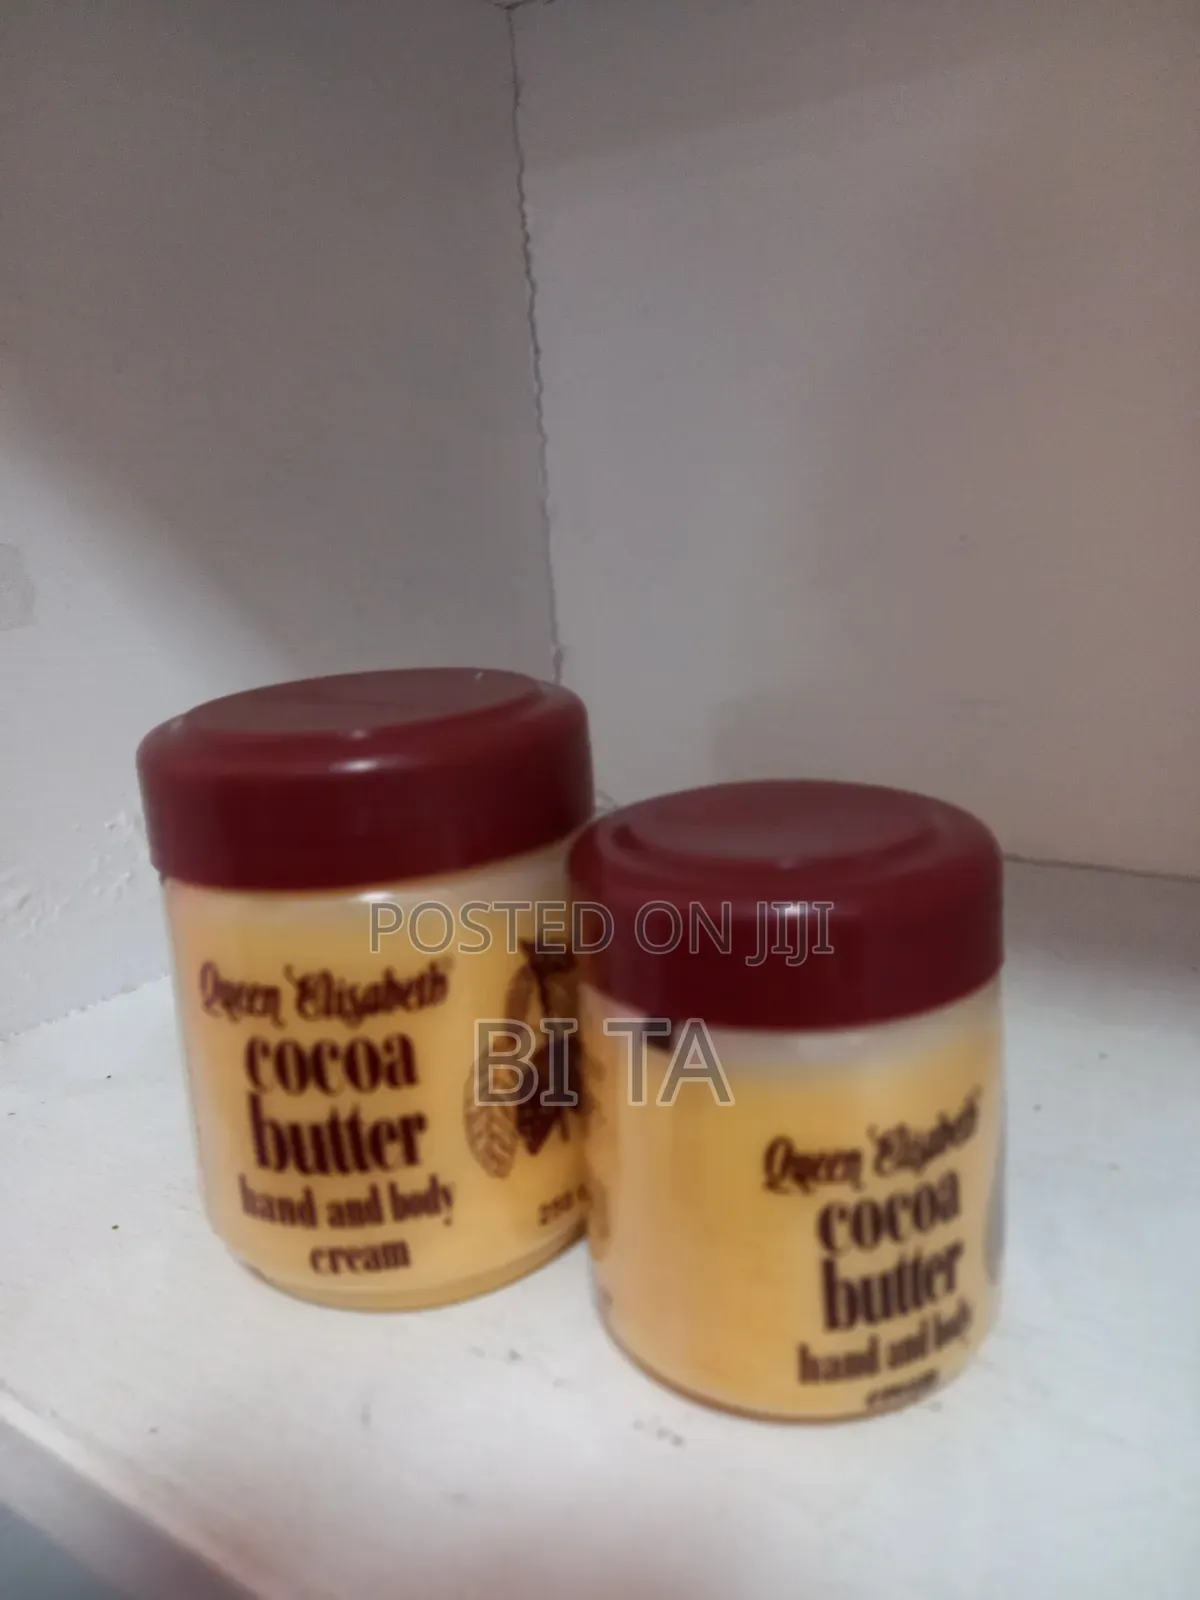 POSTED ON JIJI
BI TA
Queen Elisabeth
cocoa
butter
hand and body
cream
Queen Elisabeth
cocoa
butter
hand and body
cream